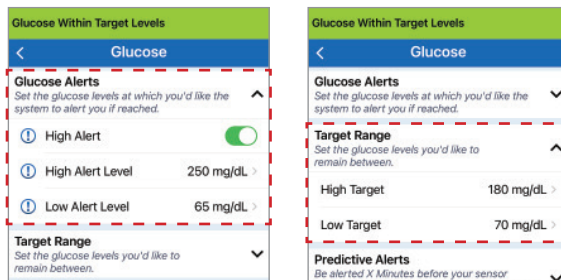 Glucose Within Target Levels
Glucose
Glucose Alerts
Set the glucose levels at which you'd like the
system to alert you if reached.
High Alert
High Alert Level 250 mg/dL
Low Alert Level 65 mg/dL
Target Range
Set the glucose levels you'd like to
remain between.
Glucose Within Target Levels
Glucose
Glucose Alerts
Set the glucose levels at which you'd like the
system to alert you if reached.
Target Range
Set the glucose levels you'd like to
remain between.
High Target 180 mg/dL
Low Target 70 mg/dL
Predictive Alerts
Be alerted X Minutes before your sensor